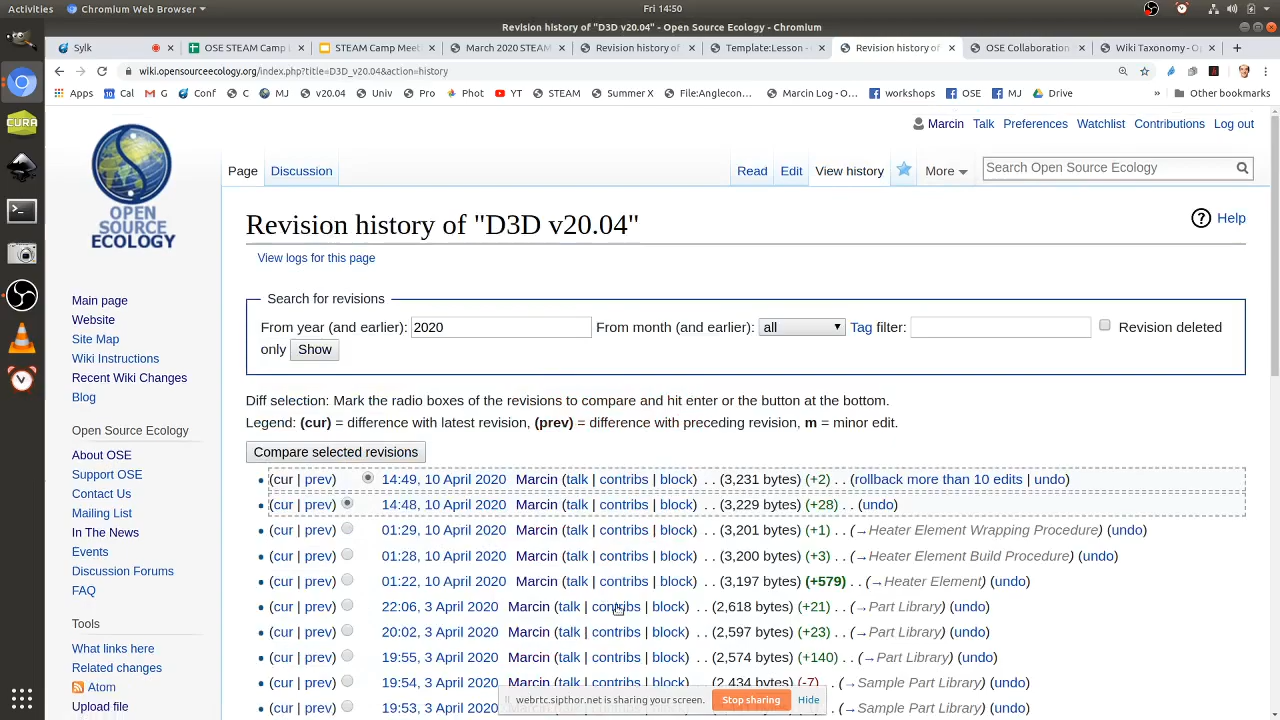 Activities Chromium Web Browser Fri 14:50
Revision history of "D3D v20.04" - Open Source Ecology - Chromium
Sylk OSE STEAM Camp STEAM Camp Mee March 2020 STEAM Revision history of Template:Lesson - Revision history of OSE Collaboration Wiki Taxonomy - O
wiki.opensourceecology.org/index.php?title=D3D_v20.04&action=history
Apps Cal G Conf C MJ v20.04 Univ Pro Phot YT STEAM Summer X File:Anglecon... Marcin Log - O... workshops OSE MJ Drive » Other bookmarks
Marcin Talk Preferences Watchlist Contributions Log out
Page Discussion Read Edit View history More Search Open Source Ecology
OPEN
SOURCE
ECOLOGY
Revision history of "D3D v20.04"
Help
View logs for this page
Main page
Website
Site Map
Wiki Instructions
Recent Wiki Changes
Blog
Open Source Ecology
About OSE
Support OSE
Contact Us
Mailing List
In The News
Events
Discussion Forums
FAQ
Tools
What links here
Related changes
Atom
Upload file
Search for revisions
From year (and earlier): 2020 From month (and earlier): all Tag filter: Revision deleted
only Show
Diff selection: Mark the radio boxes of the revisions to compare and hit enter or the button at the bottom.
Legend: (cur) = difference with latest revision, (prev) = difference with preceding revision, m = minor edit.
Compare selected revisions
(cur | prev) 14:49, 10 April 2020 Marcin (talk | contribs | block) . . (3,231 bytes) (+2) . . (rollback more than 10 edits | undo)
(cur | prev) 14:48, 10 April 2020 Marcin (talk | contribs | block) . . (3,229 bytes) (+28) . . (undo)
(cur | prev) 01:29, 10 April 2020 Marcin (talk | contribs | block) . . (3,201 bytes) (+1) . . (→Heater Element Wrapping Procedure) (undo)
(cur | prev) 01:28, 10 April 2020 Marcin (talk | contribs | block) . . (3,200 bytes) (+3) . . (→Heater Element Build Procedure) (undo)
(cur | prev) 01:22, 10 April 2020 Marcin (talk | contribs | block) . . (3,197 bytes) (+579) . . (→Heater Element) (undo)
(cur | prev) 22:06, 3 April 2020 Marcin (talk | contribs | block) . . (2,618 bytes) (+21) . . (→Part Library) (undo)
(cur | prev) 20:02, 3 April 2020 Marcin (talk | contribs | block) . . (2,597 bytes) (+23) . . (→Part Library) (undo)
(cur | prev) 19:55, 3 April 2020 Marcin (talk | contribs | block) . . (2,574 bytes) (+140) . . (→Part Library) (undo)
(cur | prev) 19:54, 3 April 2020 Marcin (talk | contribs | block) . . (2,434 bytes) (-7) . . (→Sample Part Library) (undo)
(cur | prev) 19:53, 3 April 2020 (→Sample Part Library) (undo)
webrtc.sipthor.net is sharing your screen. Stop sharing Hide